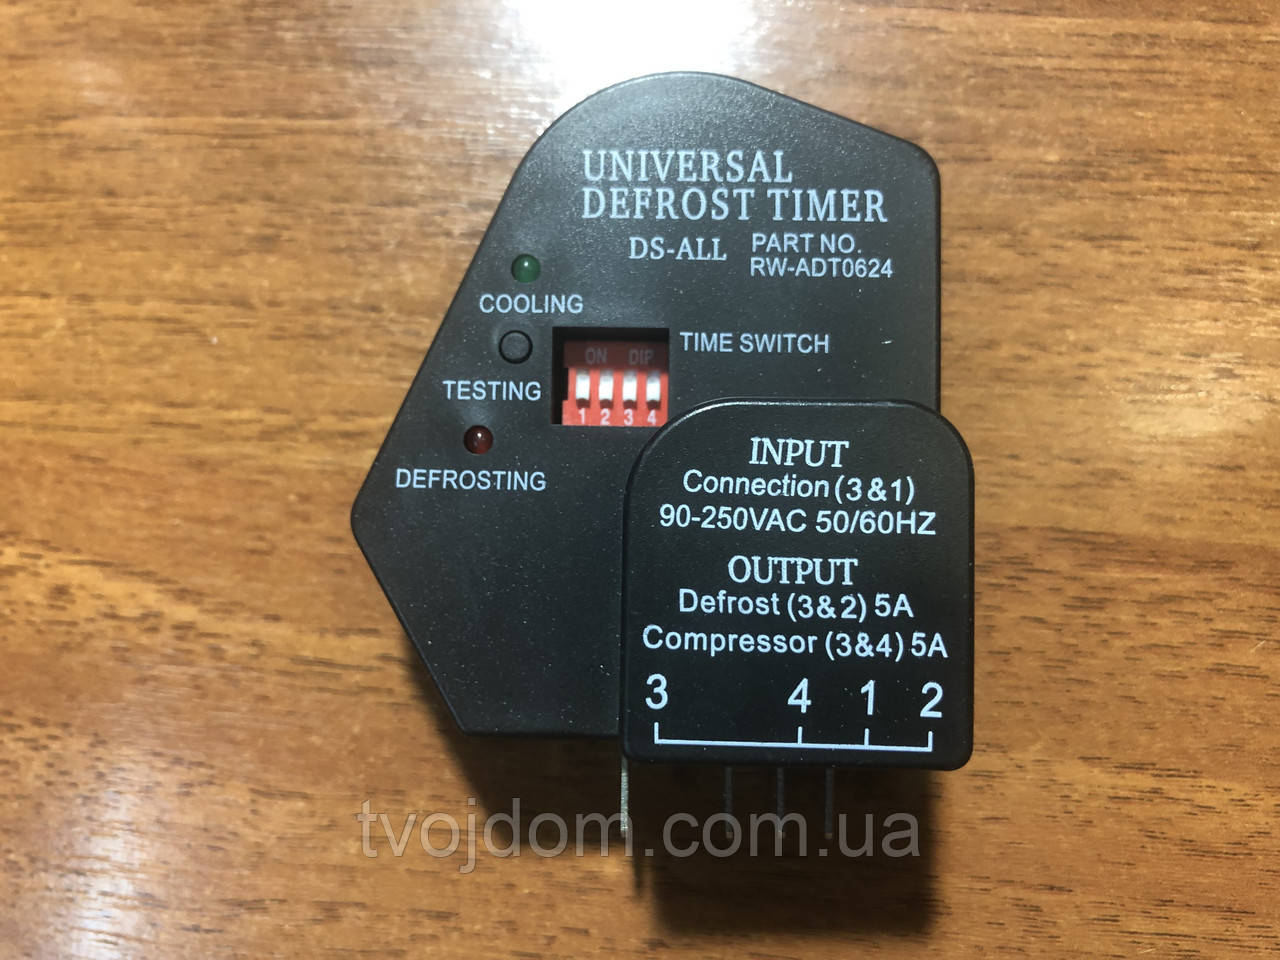 UNIVERSAL
DEFROST TIMER
DS-ALL
PART NO.
RW-ADT0624
COOLING
TIME SWITCH
ON DIP
TESTING
1 2 3 4
DEFROSTING
INPUT
Connection (3&1)
90-250VAC 50/60HZ
OUTPUT
Defrost (3&2) 5A
Compressor (3&4) 5A
3 4 1 2
tvojdom.com.ua